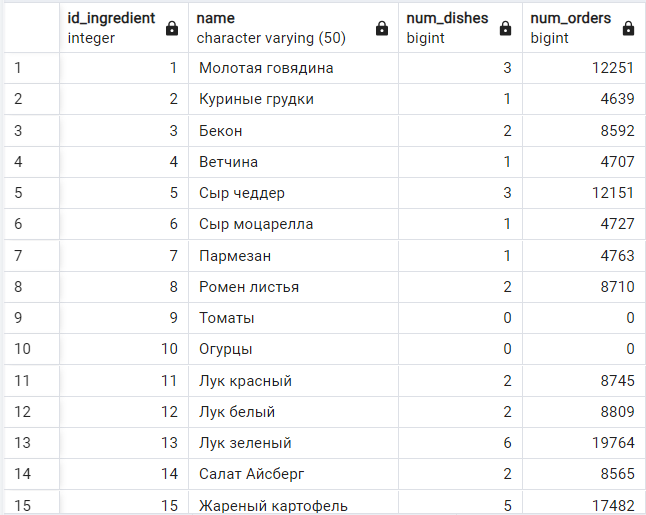 id_ingredient name num_dishes num_orders
integer character varying (50) bigint bigint
1 1 Молотая говядина 3 12251
2 2 Куриные грудки 1 4639
3 3 Бекон 2 8592
4 4 Ветчина 1 4707
5 5 Сыр чеддер 3 12151
6 6 Сыр моцарелла 1 4727
7 7 Пармезан 1 4763
8 8 Ромен листья 2 8710
9 9 Томаты 0 0
10 10 Огурцы 0 0
11 11 Лук красный 2 8745
12 12 Лук белый 2 8809
13 13 Лук зеленый 6 19764
14 14 Салат Айсберг 2 8565
15 15 Жареный картофель 5 17482